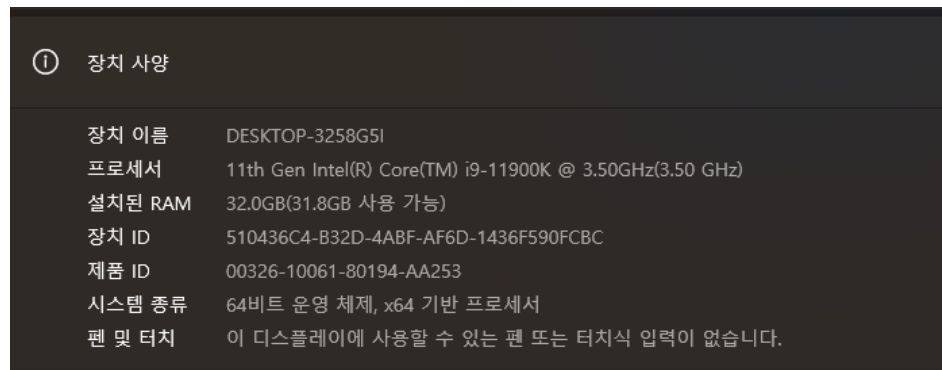 장치 사양
장치 이름 DESKTOP-3258G5I
프로세서 11th Gen Intel(R) Core(TM) i9-11900K @ 3.50GHz(3.50 GHz)
설치된 RAM 32.0GB(31.8GB 사용 가능)
장치 ID 510436C4-B32D-4ABF-AF6D-1436F590FCBC
제품 ID 00326-10061-80194-AA253
시스템 종류 64비트 운영 체제, x64 기반 프로세서
펜 및 터치 이 디스플레이에 사용할 수 있는 펜 또는 터치식 입력이 없습니다.